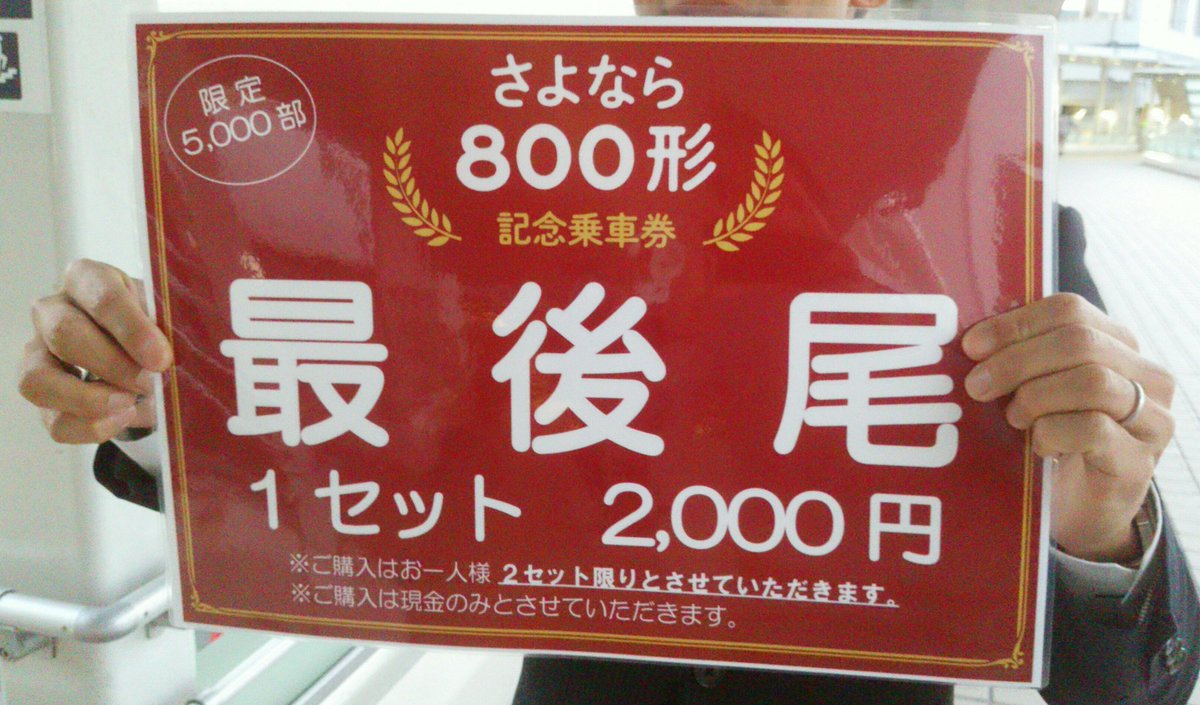 限定
5,000部
さよなら
800形
記念乗車券
最後尾
1セット 2,000円
※ご購入はお一人様 2セット限りとさせていただきます。
※ご購入は現金のみとさせていただきます。